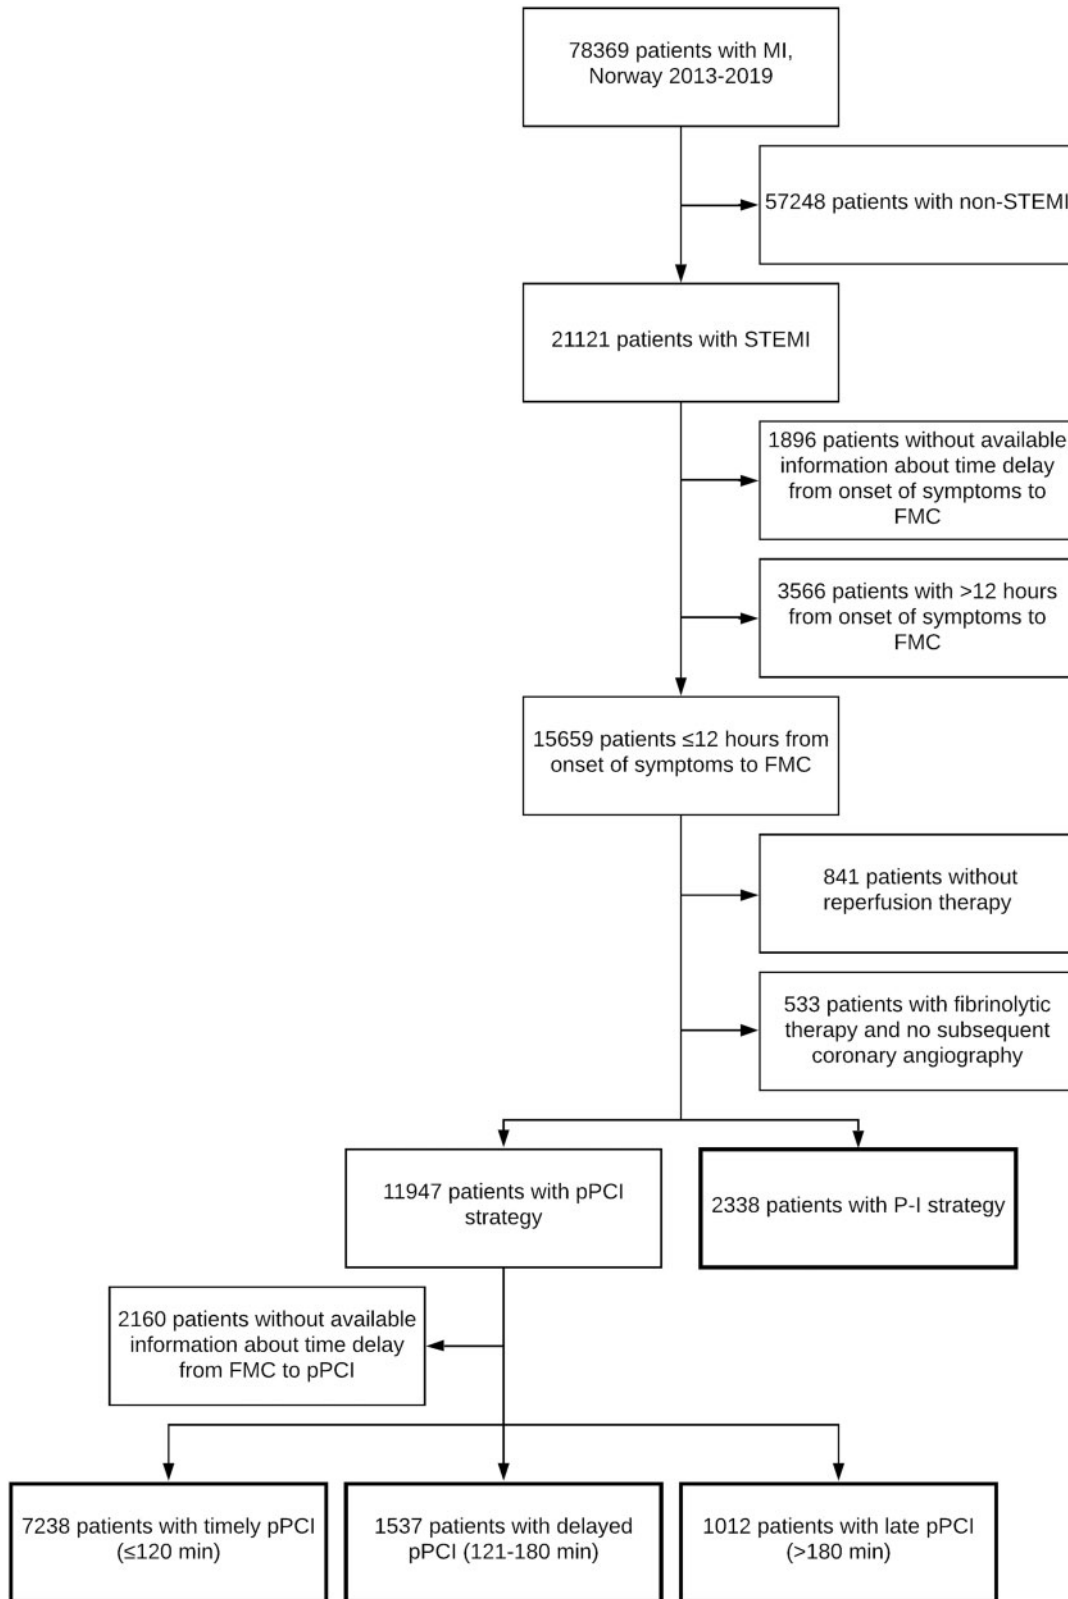 78369 patients with MI,
Norway 2013-2019
57248 patients with non-STEMI
21121 patients with STEMI
1896 patients without available
information about time delay
from onset of symptoms to
FMC
3566 patients with >12 hours
from onset of symptoms to
FMC
15659 patients ≤12 hours from
onset of symptoms to FMC
841 patients without
reperfusion therapy
533 patients with fibrinolytic
therapy and no subsequent
coronary angiography
11947 patients with pPCI
strategy
2338 patients with P-I strategy
2160 patients without available
information about time delay
from FMC to pPCI
7238 patients with timely pPCI
(≤120 min)
1537 patients with delayed
pPCI (121-180 min)
1012 patients with late pPCI
(>180 min)